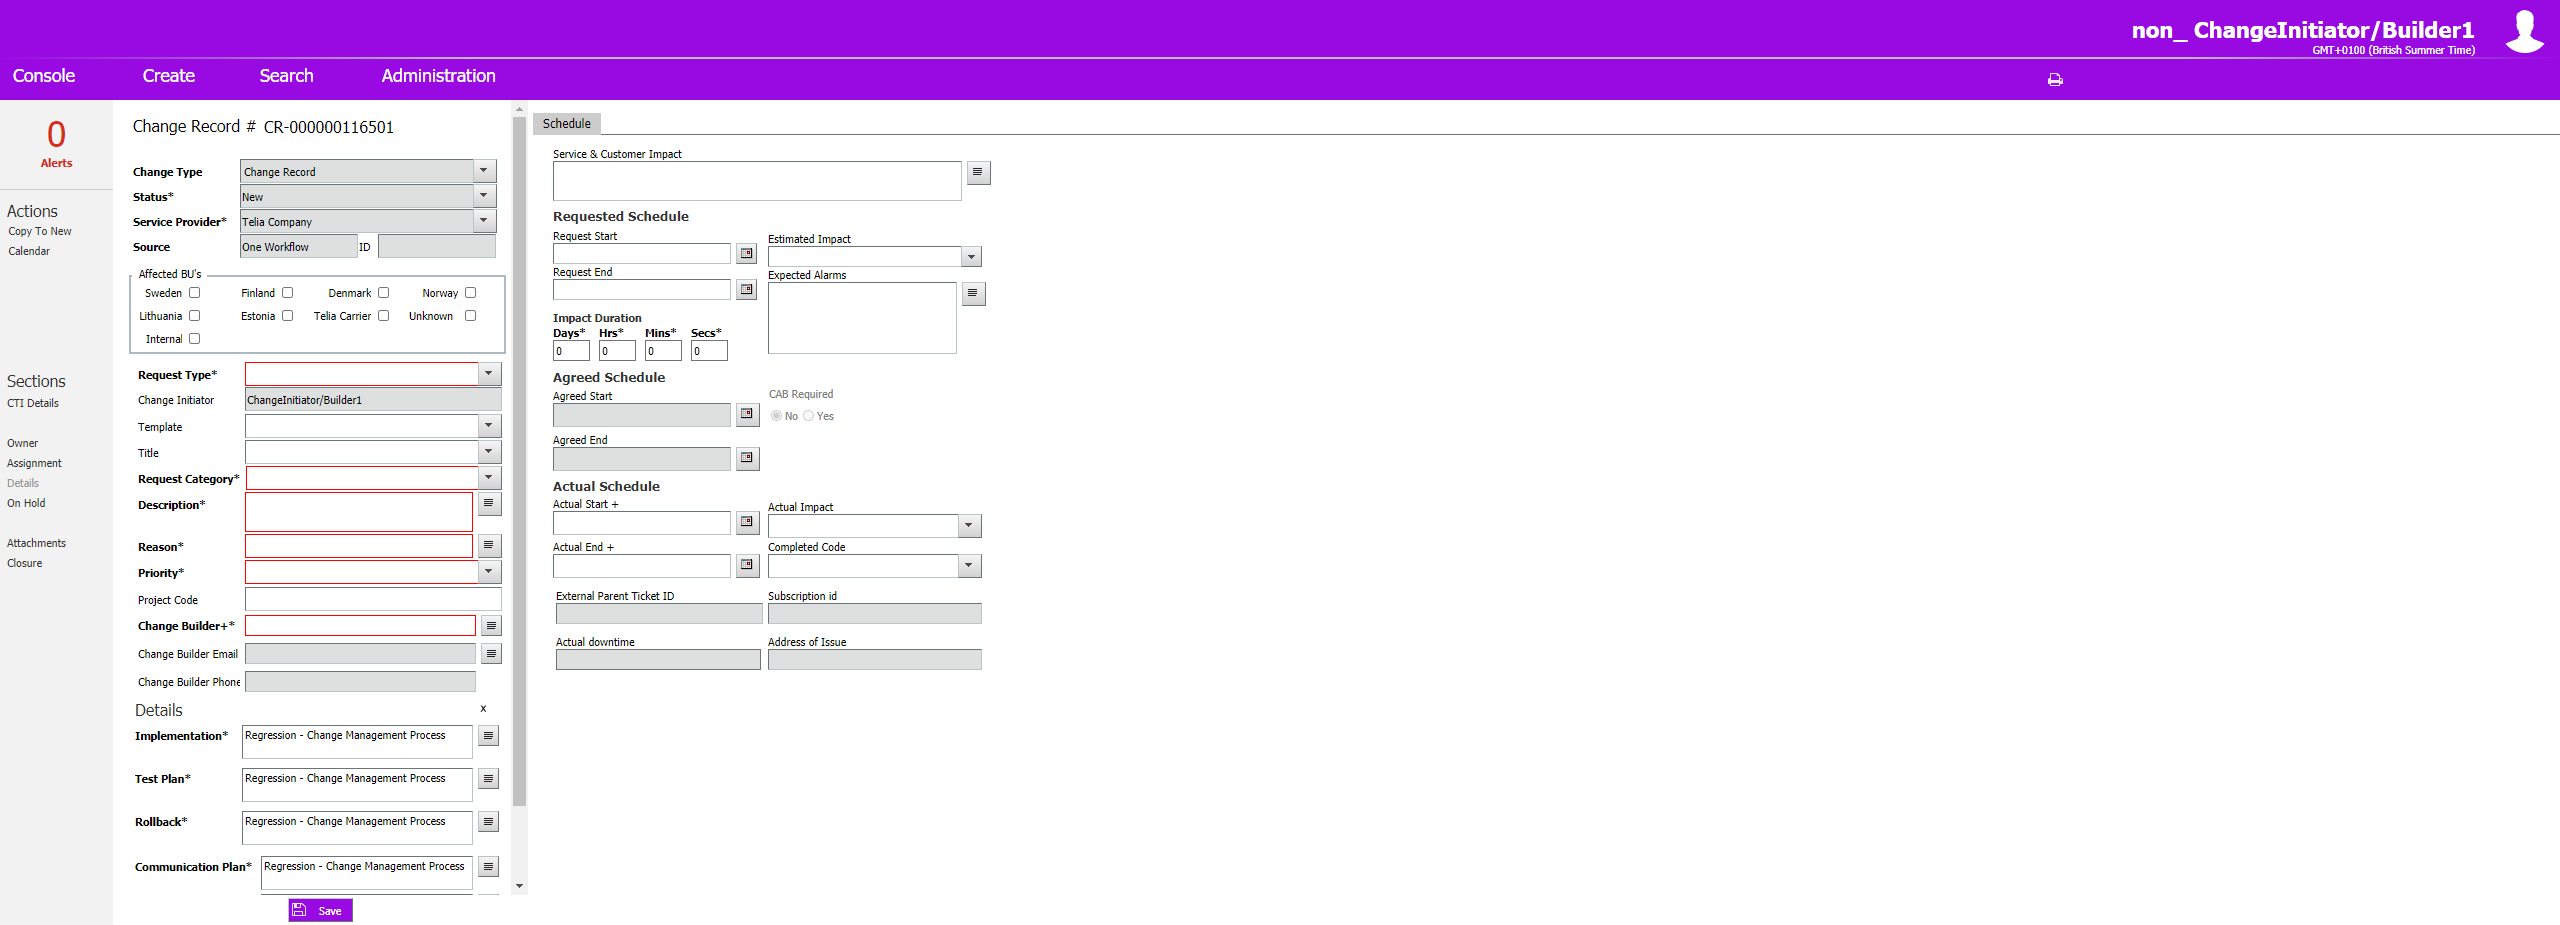 non_ ChangeInitiator/Builder1
GMT+0100 (British Summer Time)
Console Create Search Administration
0
Alerts
Actions
Copy To New
Calendar
Sections
CTI Details
Owner
Assignment
Details
On Hold
Attachments
Closure
Change Record # CR-000000116501
Change Type Change Record
Status* New
Service Provider* Telia Company
Source One Workflow ID
Affected BU's
Sweden Finland Denmark Norway
Lithuania Estonia Telia Carrier Unknown
Internal
Request Type*
Change Initiator ChangeInitiator/Builder1
Template
Title
Request Category*
Description*
Reason*
Priority*
Project Code
Change Builder+*
Change Builder Email
Change Builder Phone
Details x
Implementation* Regression - Change Management Process
Test Plan* Regression - Change Management Process
Rollback* Regression - Change Management Process
Communication Plan* Regression - Change Management Process
Save
Schedule
Service & Customer Impact
Requested Schedule
Request Start Estimated Impact
Request End Expected Alarms
Impact Duration
Days* Hrs* Mins* Secs*
0 0 0 0
Agreed Schedule
Agreed Start CAB Required
No Yes
Agreed End
Actual Schedule
Actual Start + Actual Impact
Actual End + Completed Code
External Parent Ticket ID Subscription id
Actual downtime Address of Issue